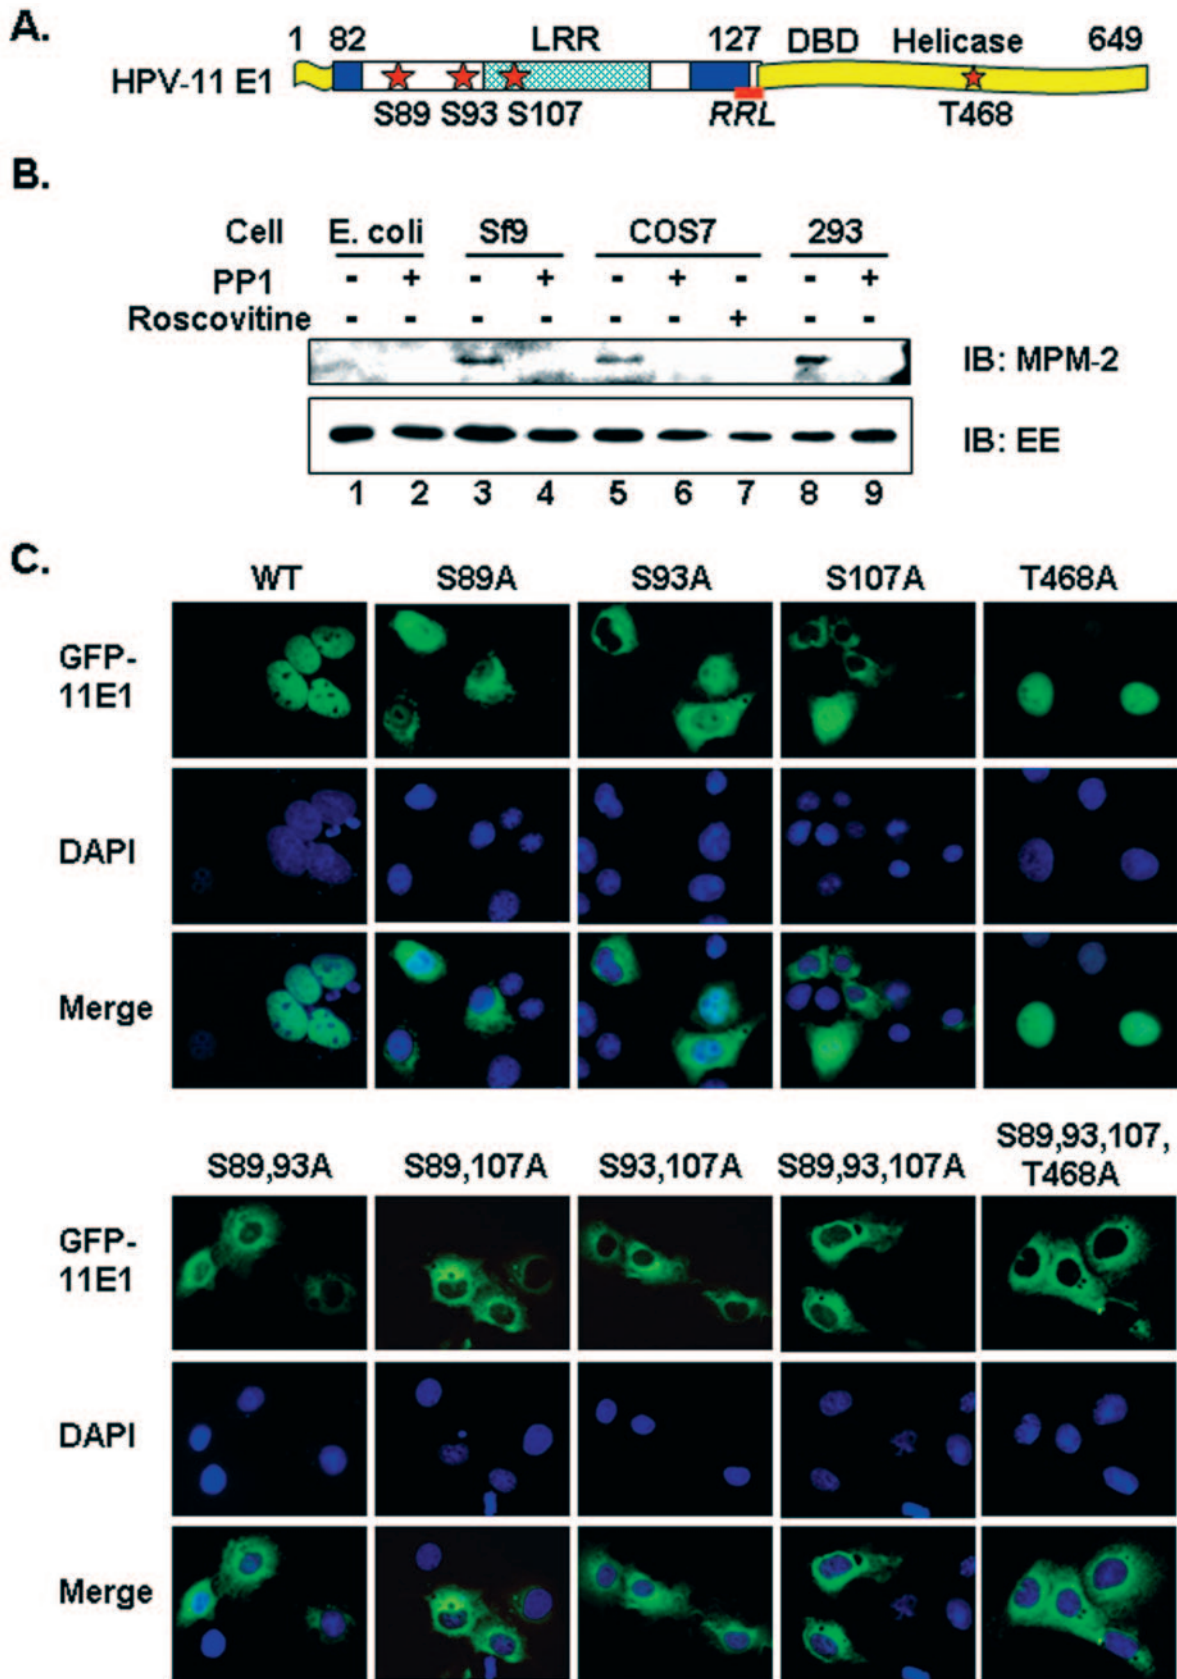 A.
1 82 LRR 127 DBD Helicase 649
HPV-11 E1
S89 S93 S107 RRL T468
B.
Cell E. coli Sf9 COS7 293
PP1 - + - + - + - - +
Roscovitine - - - - - - + - -
IB: MPM-2
IB: EE
1 2 3 4 5 6 7 8 9
C.
WT S89A S93A S107A T468A
GFP-
11E1
DAPI
Merge
S89,93A S89,107A S93,107A S89,93,107A S89,93,107,
T468A
GFP-
11E1
DAPI
Merge